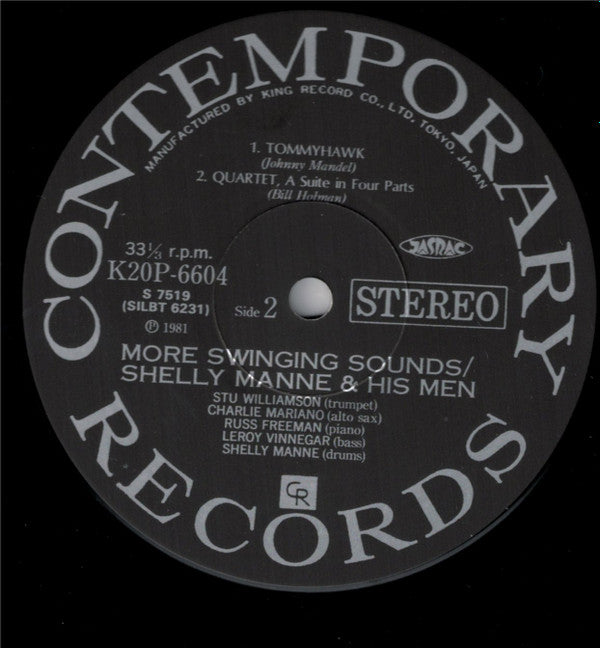 CONTEMPORARY
MANUFACTURED BY KING RECORD CO., LTD, TOKYO, JAPAN
1. TOMMYHAWK
(Johnny Mandel)
2. QUARTET, A Suite in Four Parts
(Bill Holman)
33 1/3 r.p.m.
K20P-6604
S 7519
(SILBT 6231)
Ⓟ 1981
Side 2
JASRAC
STEREO
MORE SWINGING SOUNDS/
SHELLY MANNE & HIS MEN
STU WILLIAMSON (trumpet)
CHARLIE MARIANO (alto sax)
RUSS FREEMAN (piano)
LEROY VINNEGAR (bass)
SHELLY MANNE (drums)
CR
RECORDS